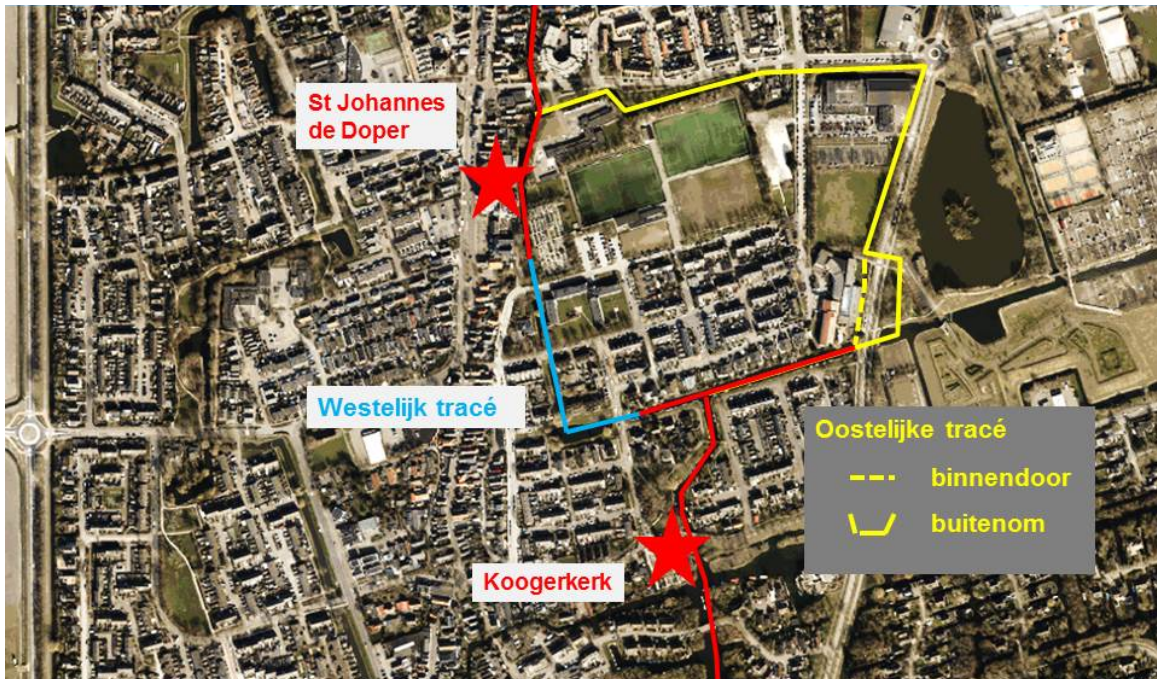 St Johannes
de Doper
Westelijk tracé
Oostelijke tracé
binnendoor
buitenom
Koogerkerk